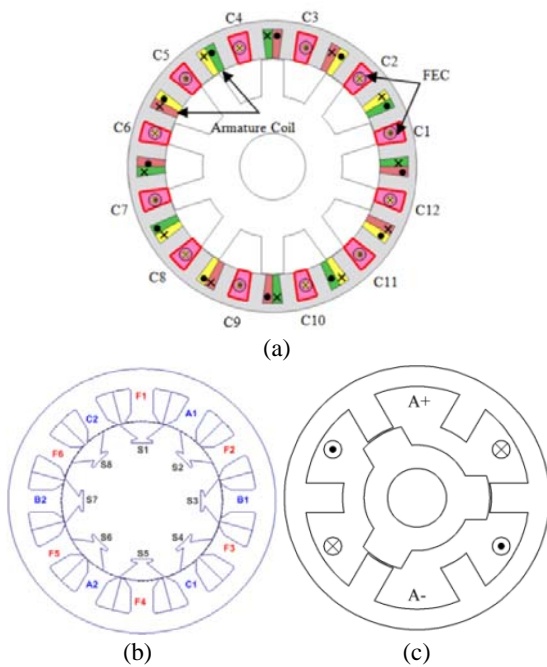 C4
C3
C5
C2
FEC
C6
Armature Coil
C1
C7
C12
C8
C11
C9
C10
(a)
F1
C2
A1
F6
S1
F2
S8
S2
B2
S7
S3
B1
S6
S4
F5
S5
F3
A2
C1
F4
(b)
A+
A-
(c)